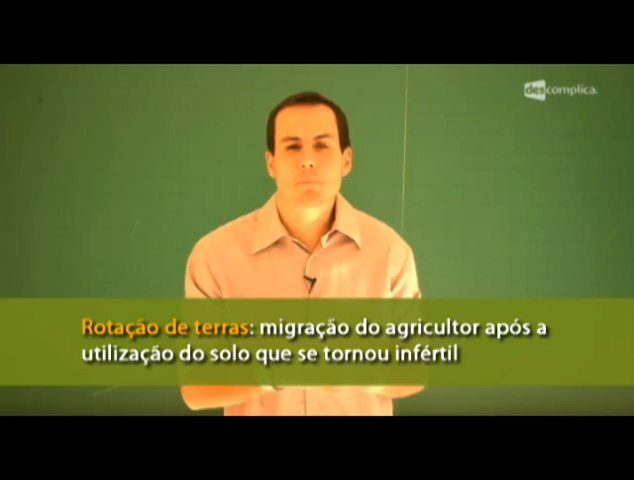 descomplica.
Rotação de terras: migração do agricultor após a
utilização do solo que se tornou infértil